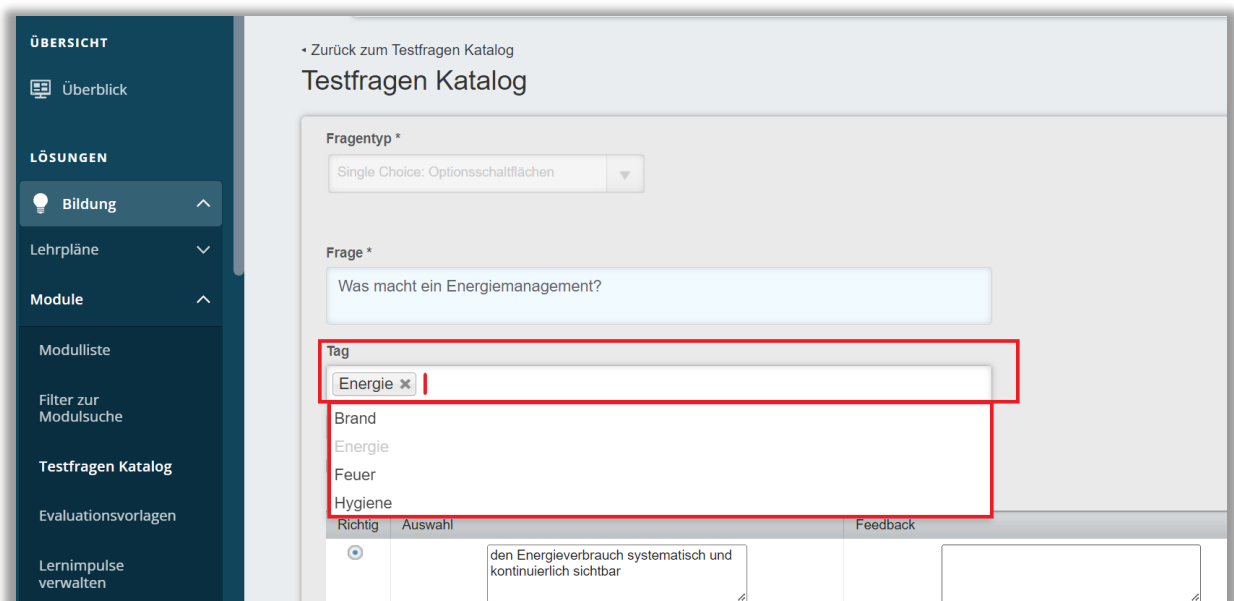 ÜBERSICHT
Überblick
LÖSUNGEN
Bildung
Lehrpläne
Module
Modulliste
Filter zur
Modulsuche
Testfragen Katalog
Evaluationsvorlagen
Lernimpulse
verwalten
Zurück zum Testfragen Katalog
Testfragen Katalog
Fragentyp *
Single Choice: Optionsschaltflächen
Frage *
Was macht ein Energiemanagement?
Tag
Energie
Brand
Energie
Feuer
Hygiene
Richtig Auswahl Feedback
den Energieverbrauch systematisch und
kontinuierlich sichtbar